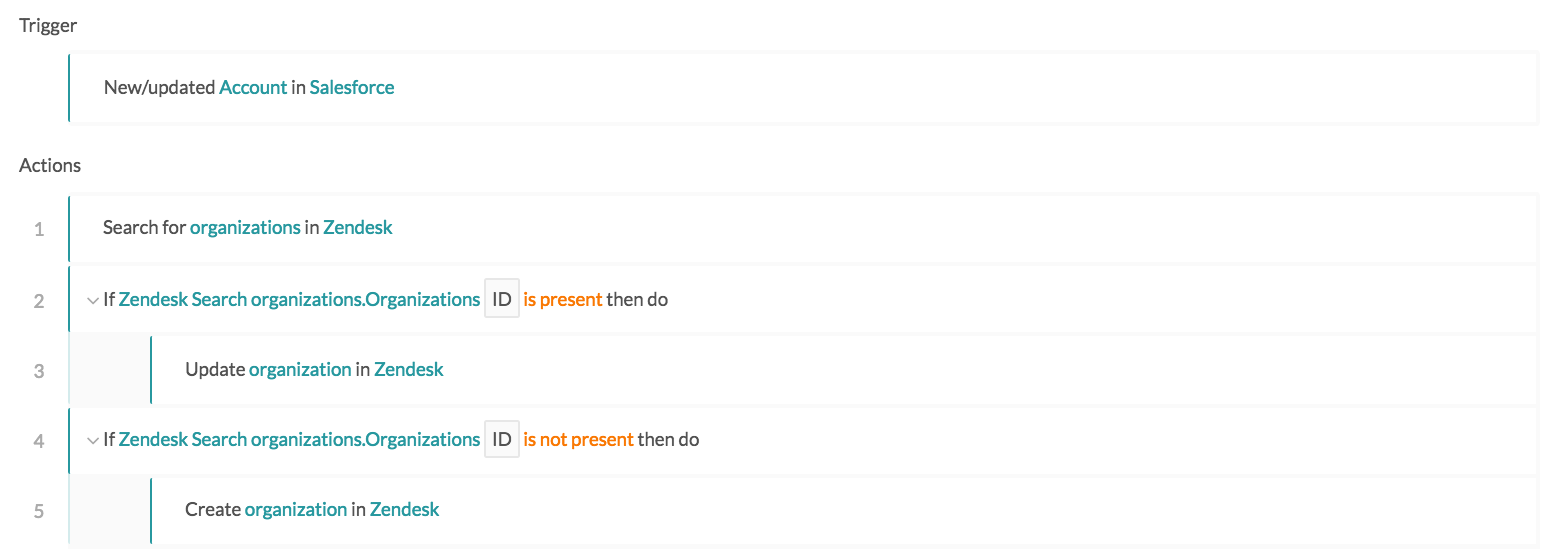 Trigger
New/updated Account in Salesforce
Actions
1 Search for organizations in Zendesk
2 If Zendesk Search organizations.Organizations ID is present then do
3 Update organization in Zendesk
4 If Zendesk Search organizations.Organizations ID is not present then do
5 Create organization in Zendesk